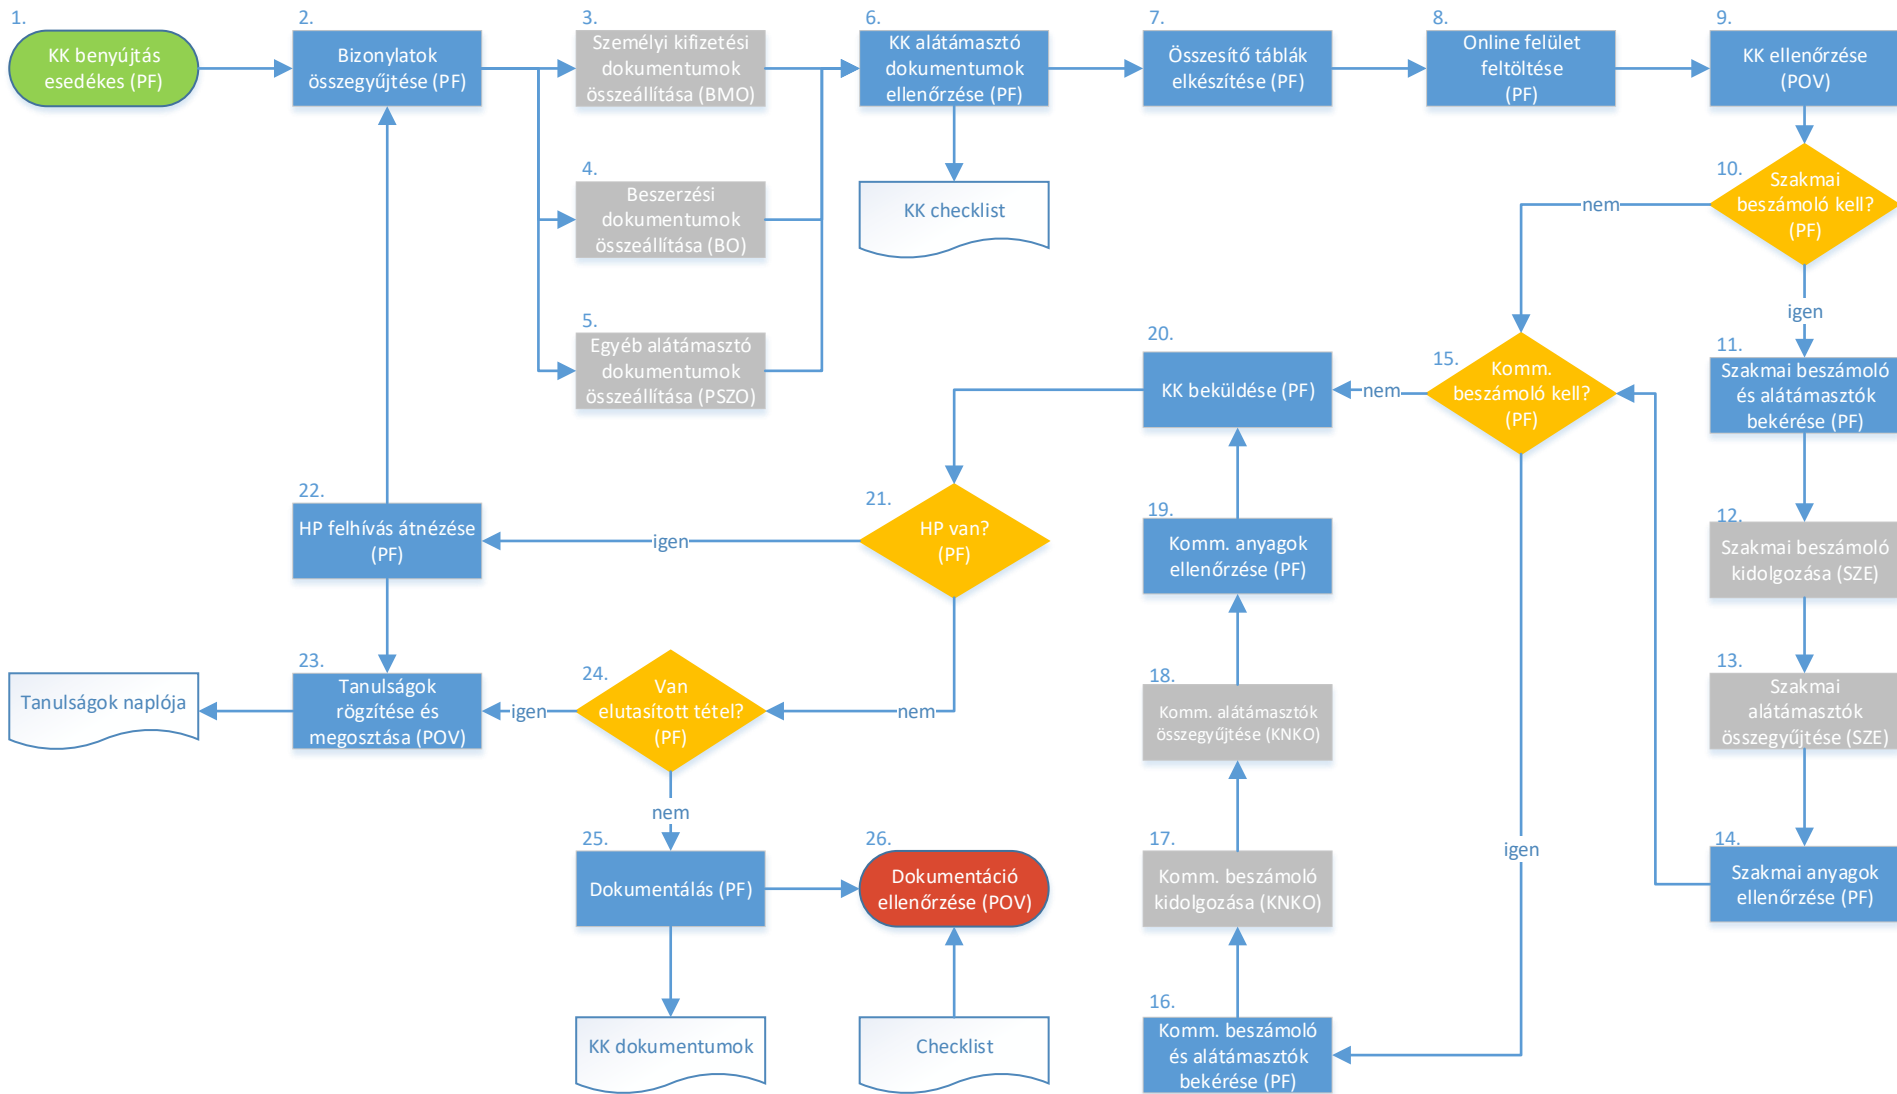 1.
KK benyújtás
esedékes (PF)
2.
Bizonylatok
összegyűjtése (PF)
3.
Személyi kifizetési
dokumentumok
összeállítása (BMO)
4.
Beszerzési
dokumentumok
összeállítása (BO)
5.
Egyéb alátámasztó
dokumentumok
összeállítása (PSZO)
6.
KK alátámasztó
dokumentumok
ellenőrzése (PF)
KK checklist
7.
Összesítő táblák
elkészítése (PF)
8.
Online felület
feltöltése
(PF)
9.
KK ellenőrzése
(POV)
10.
Szakmai
beszámoló kell?
(PF)
nem
igen
11.
Szakmai beszámoló
és alátámasztók
bekérése (PF)
12.
Szakmai beszámoló
kidolgozása (SZE)
13.
Szakmai
alátámasztók
összegyűjtése (SZE)
14.
Szakmai anyagok
ellenőrzése (PF)
15.
Komm.
beszámoló kell?
(PF)
nem
igen
16.
Komm. beszámoló
és alátámasztók
bekérése (PF)
17.
Komm. beszámoló
kidolgozása (KNKO)
18.
Komm. alátámasztók
összegyűjtése (KNKO)
19.
Komm. anyagok
ellenőrzése (PF)
20.
KK beküldése (PF)
21.
HP van?
(PF)
igen
nem
22.
HP felhívás átnézése
(PF)
23.
Tanulságok
rögzítése és
megosztása (POV)
Tanulságok naplója
24.
Van
elutasított tétel?
(PF)
igen
nem
25.
Dokumentálás (PF)
KK dokumentumok
26.
Dokumentáció
ellenőrzése (POV)
Checklist